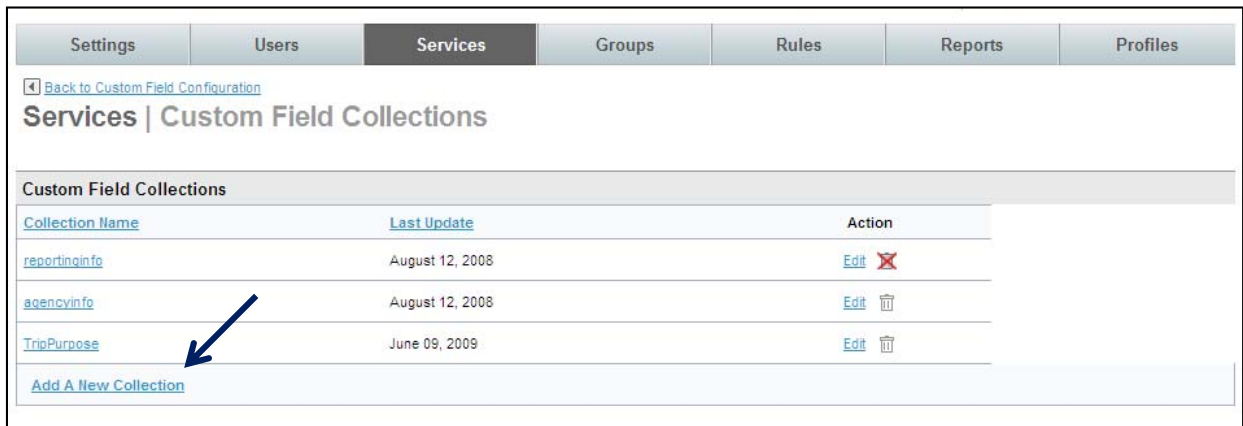 Settings Users Services Groups Rules Reports Profiles
Back to Custom Field Configuration
Services | Custom Field Collections
Custom Field Collections
Collection Name Last Update Action
reportinginfo August 12, 2008 Edit
agencyinfo August 12, 2008 Edit
TripPurpose June 09, 2009 Edit
Add A New Collection